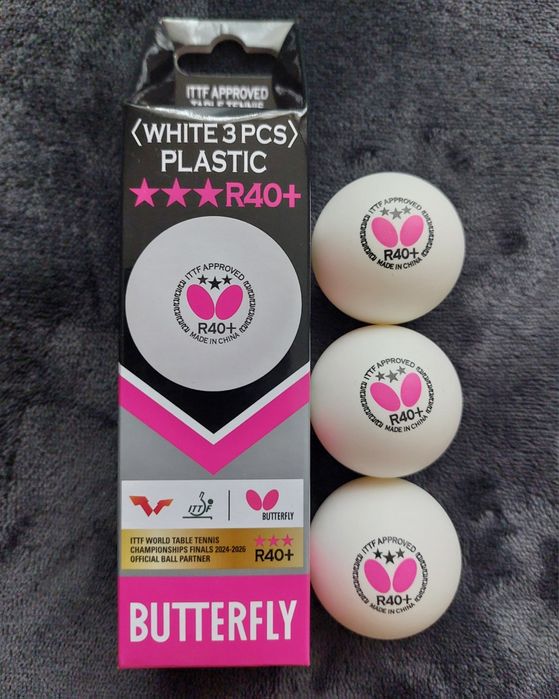 ITTF APPROVED
TABLE TENNIS
〈WHITE 3 PCS〉
PLASTIC
★★★R40+
ITTF APPROVED
★★★
R40+
MADE IN CHINA
ITTF
BUTTERFLY
ITTF WORLD TABLE TENNIS
CHAMPIONSHIPS FINALS 2024-2026
OFFICIAL BALL PARTNER
★★★
R40+
BUTTERFLY
ITTF APPROVED
★★★
R40+
MADE IN CHINA
ITTF APPROVED
★★★
R40+
MADE IN CHINA
ITTF APPROVED
★★★
R40+
MADE IN CHINA